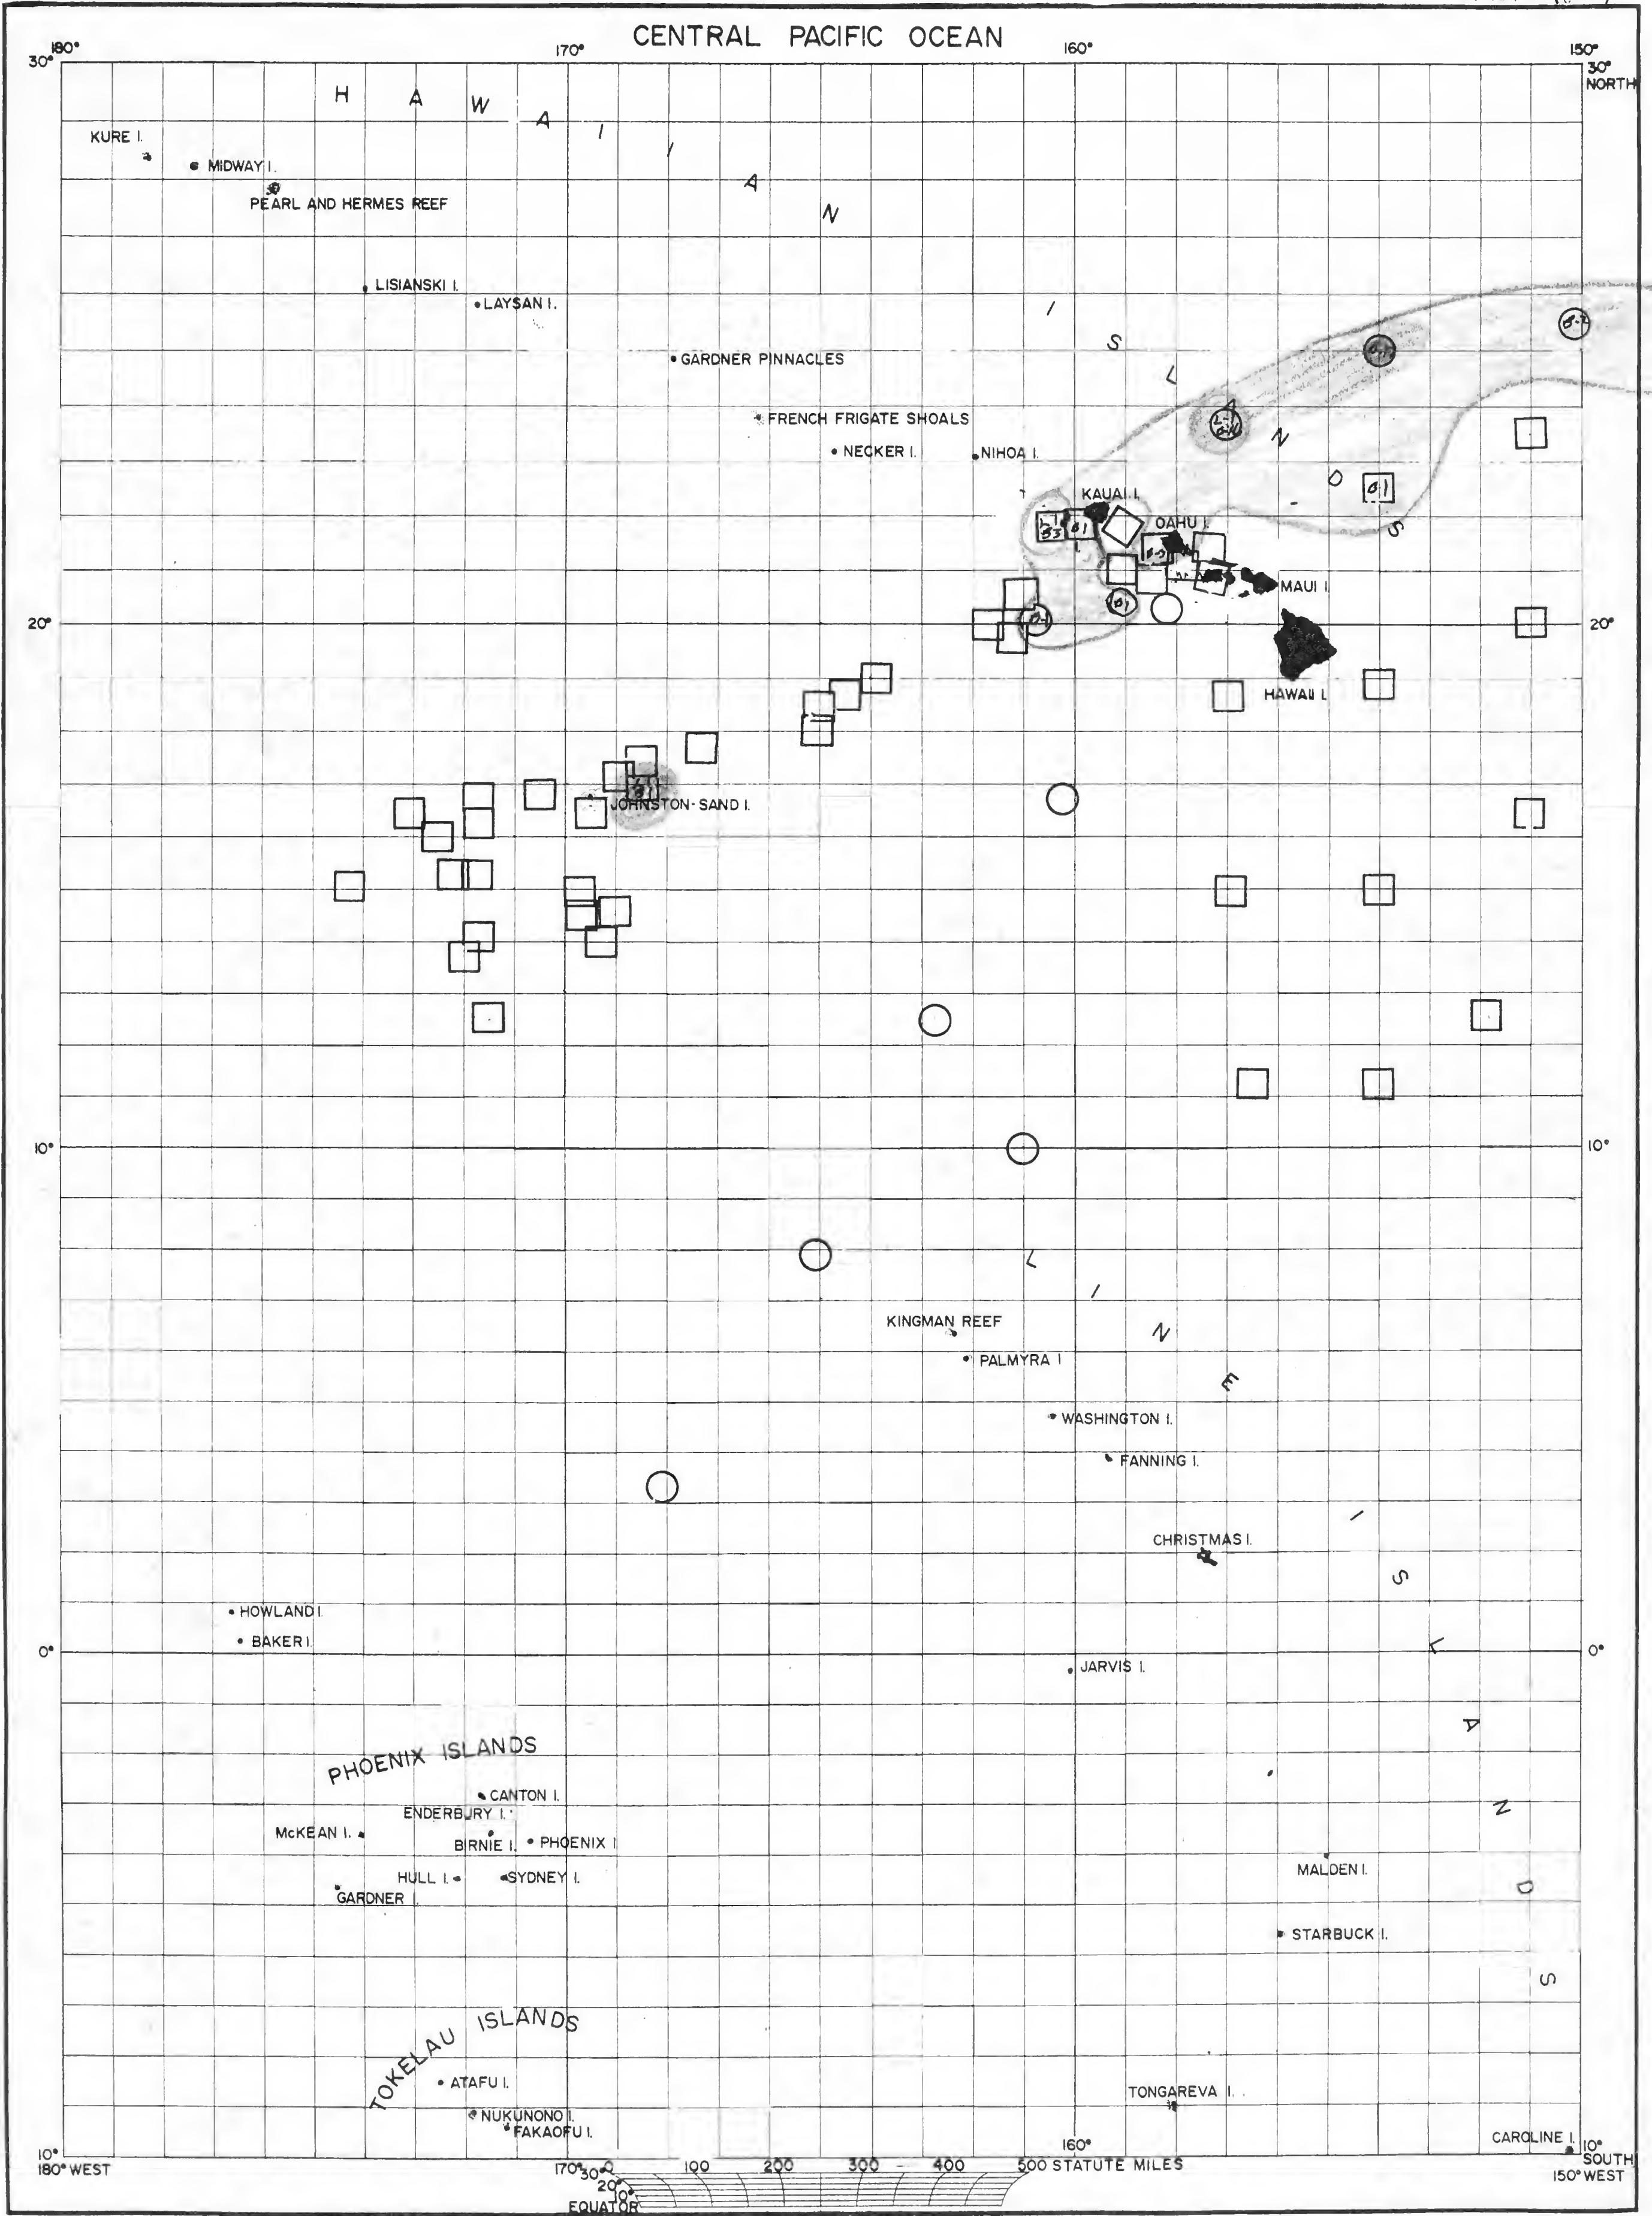 CENTRAL PACIFIC OCEAN
180° 170° 160° 150°
30° 30°
NORTH
HAWAIIAN ISLANDS
KURE I.
MIDWAY I.
PEARL AND HERMES REEF
LISIANSKI I.
LAYSAN I.
GARDNER PINNACLES
FRENCH FRIGATE SHOALS
NECKER I.
NIHOA I.
KAUAI I.
OAHU I.
MAUI I.
20° 20°
HAWAII I.
JOHNSTON-SAND I.
10° 10°
LINE ISLANDS
KINGMAN REEF
PALMYRA I
WASHINGTON I.
FANNING I.
CHRISTMAS I.
HOWLAND I
BAKER I.
0° 0°
JARVIS I.
PHOENIX ISLANDS
CANTON I.
ENDERBURY I.
McKEAN I.
BIRNIE I.
PHOENIX I
HULL I.
SYDNEY I.
GARDNER I.
MALDEN I.
STARBUCK I.
TOKELAU ISLANDS
ATAFU I.
NUKUNONO I.
FAKAOFU I.
TONGAREVA I.
CAROLINE I.
10° 160° 10°
SOUTH
180° WEST 170° 150° WEST
30° 0 100 200 300 400 500 STATUTE MILES
20°
10°
EQUATOR